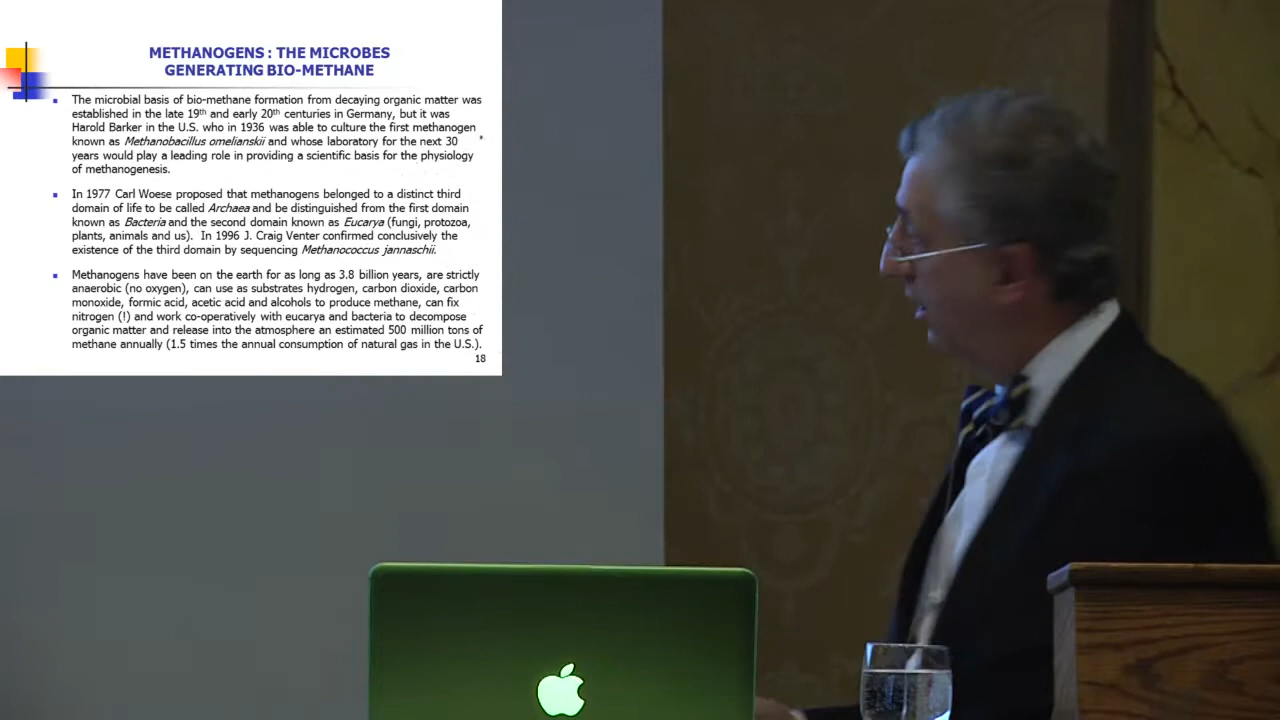 METHANOGENS : THE MICROBES
GENERATING BIO-METHANE
The microbial basis of bio-methane formation from decaying organic matter was
established in the late 19th and early 20th centuries in Germany, but it was
Harold Barker in the U.S. who in 1936 was able to culture the first methanogen
known as Methanobacillus omelianskii and whose laboratory for the next 30
years would play a leading role in providing a scientific basis for the physiology
of methanogenesis.
In 1977 Carl Woese proposed that methanogens belonged to a distinct third
domain of life to be called Archaea and be distinguished from the first domain
known as Bacteria and the second domain known as Eucarya (fungi, protozoa,
plants, animals and us). In 1996 J. Craig Venter confirmed conclusively the
existence of the third domain by sequencing Methanococcus jannaschii.
Methanogens have been on the earth for as long as 3.8 billion years, are strictly
anaerobic (no oxygen), can use as substrates hydrogen, carbon dioxide, carbon
monoxide, formic acid, acetic acid and alcohols to produce methane, can fix
nitrogen (!) and work co-operatively with eucarya and bacteria to decompose
organic matter and release into the atmosphere an estimated 500 million tons of
methane annually (1.5 times the annual consumption of natural gas in the U.S.).
18